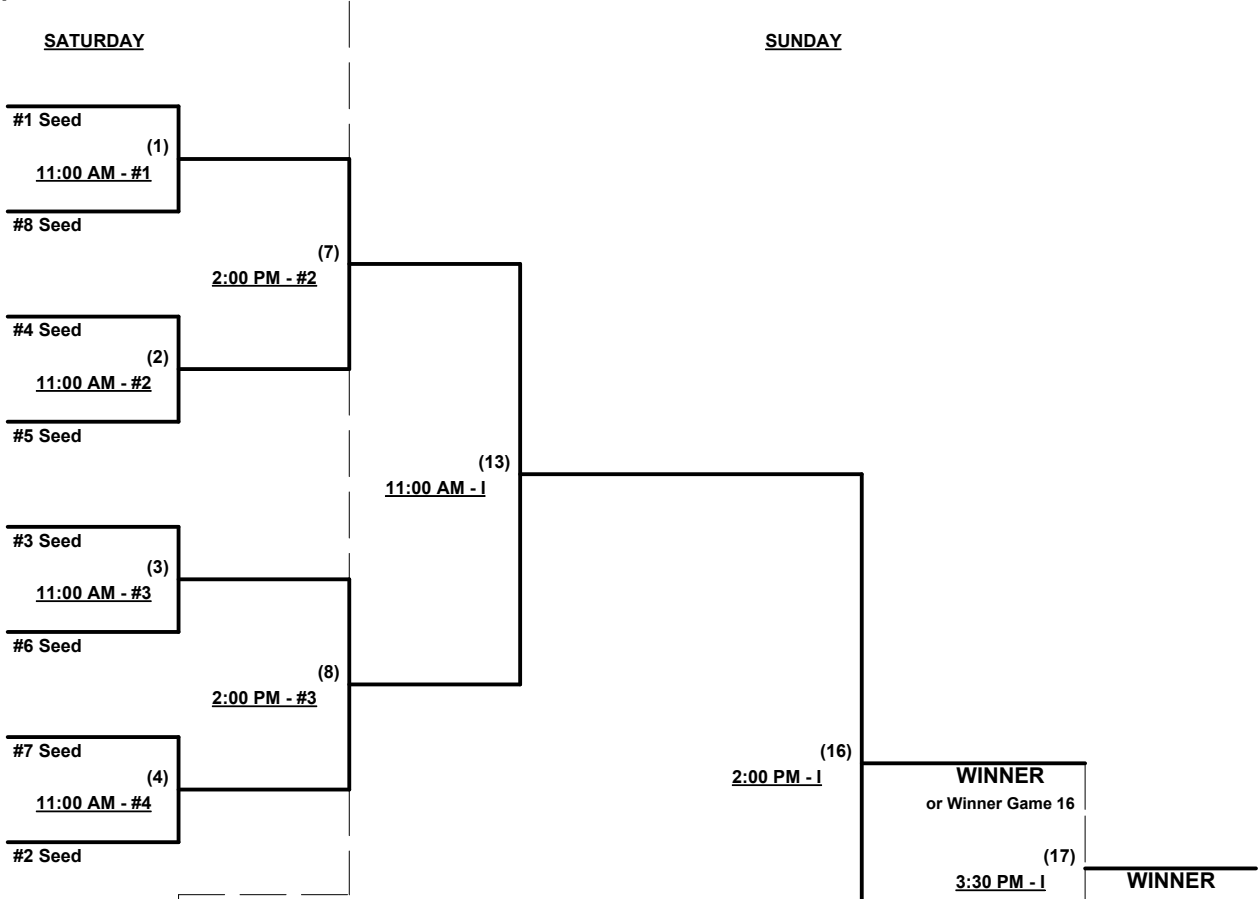 SATURDAY
SUNDAY
#1 Seed
(1)
11:00 AM - #1
#8 Seed
(7)
2:00 PM - #2
#4 Seed
(2)
11:00 AM - #2
#5 Seed
(13)
11:00 AM - I
#3 Seed
(3)
11:00 AM - #3
#6 Seed
(8)
2:00 PM - #3
#7 Seed
(4)
11:00 AM - #4
#2 Seed
(16)
2:00 PM - I
WINNER
or Winner Game 16
(17)
3:30 PM - I
WINNER